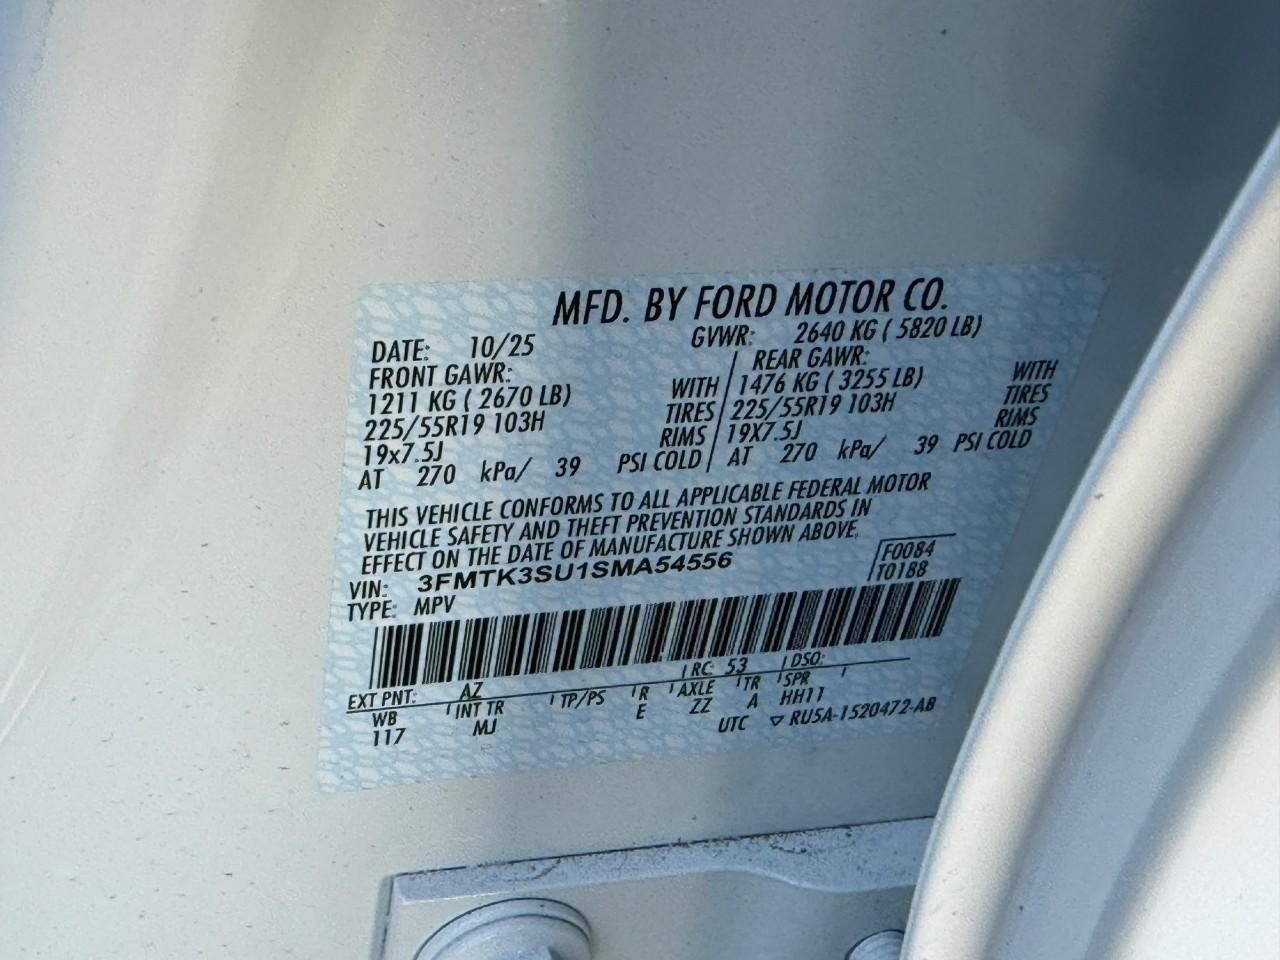 MFD. BY FORD MOTOR CO.
DATE: 10/25 GVWR: 2640 KG ( 5820 LB)
FRONT GAWR: REAR GAWR:
1211 KG ( 2670 LB) WITH 1476 KG ( 3255 LB) WITH
225/55R19 103H TIRES 225/55R19 103H TIRES
19x7.5J RIMS 19X7.5J RIMS
AT 270 kPa/ 39 PSI COLD AT 270 kPa/ 39 PSI COLD
THIS VEHICLE CONFORMS TO ALL APPLICABLE FEDERAL MOTOR
VEHICLE SAFETY AND THEFT PREVENTION STANDARDS IN
EFFECT ON THE DATE OF MANUFACTURE SHOWN ABOVE.
VIN: 3FMTK3SU1SMA54556 F0084
TYPE: MPV T0188
EXT PNT: AZ RC: 53 DSO:
WB INT TR TP/PS R AXLE TR SPR
117 MJ E ZZ A HH11
UTC ▽ RU5A-1520472-AB